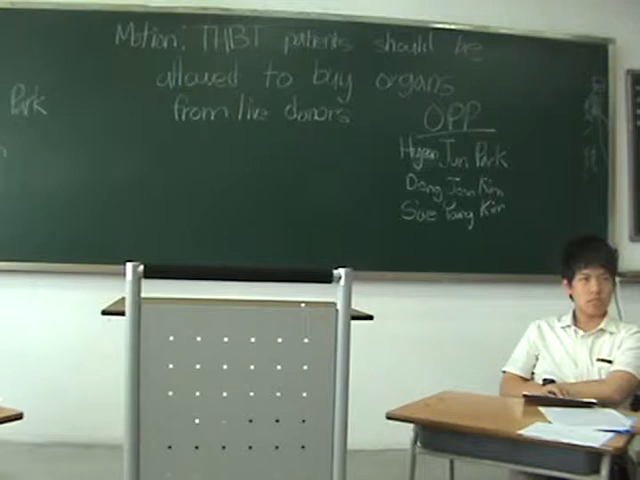 Motion: THBT patients should be
allowed to buy organs
from live donors
Park
OPP
Hyeon Jun Park
Dong Joon Kim
Sae Kim